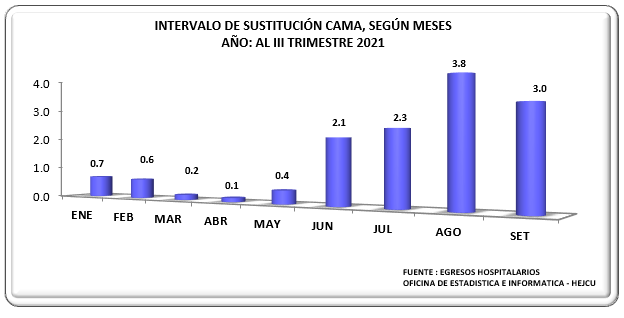 INTERVALO DE SUSTITUCIÓN CAMA, SEGÚN MESES
AÑO: AL III TRIMESTRE 2021
4.0
3.0
2.0
1.0
0.0
0.7
0.6
0.2
0.1
0.4
2.1
2.3
3.8
3.0
ENE
FEB
MAR
ABR
MAY
JUN
JUL
AGO
SET
FUENTE : EGRESOS HOSPITALARIOS
OFICINA DE ESTADISTICA E INFORMATICA - HEJCU